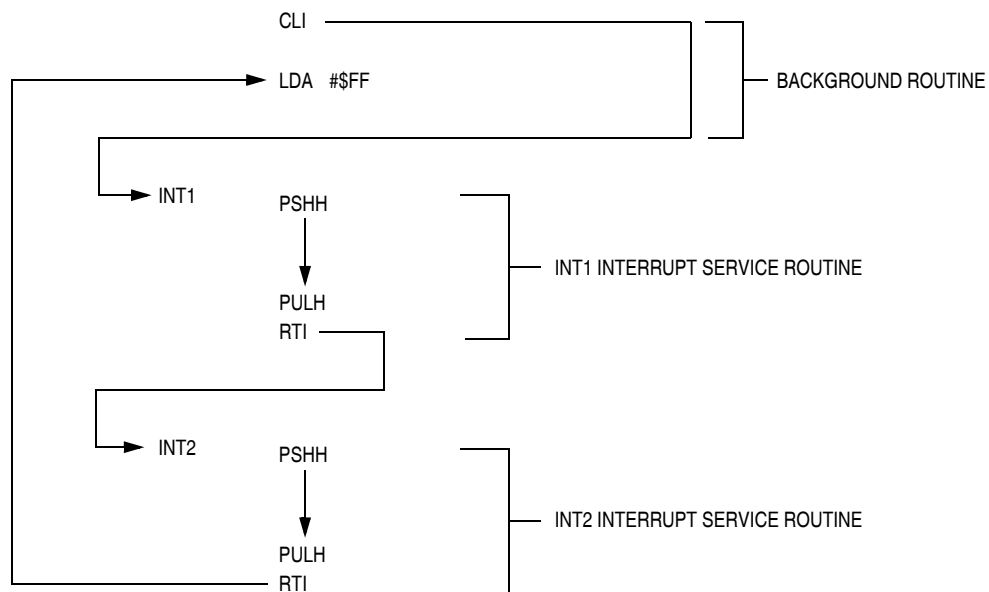 CLI
LDA #$FF
BACKGROUND ROUTINE
INT1
PSHH
INT1 INTERRUPT SERVICE ROUTINE
PULH
RTI
INT2
PSHH
INT2 INTERRUPT SERVICE ROUTINE
PULH
RTI